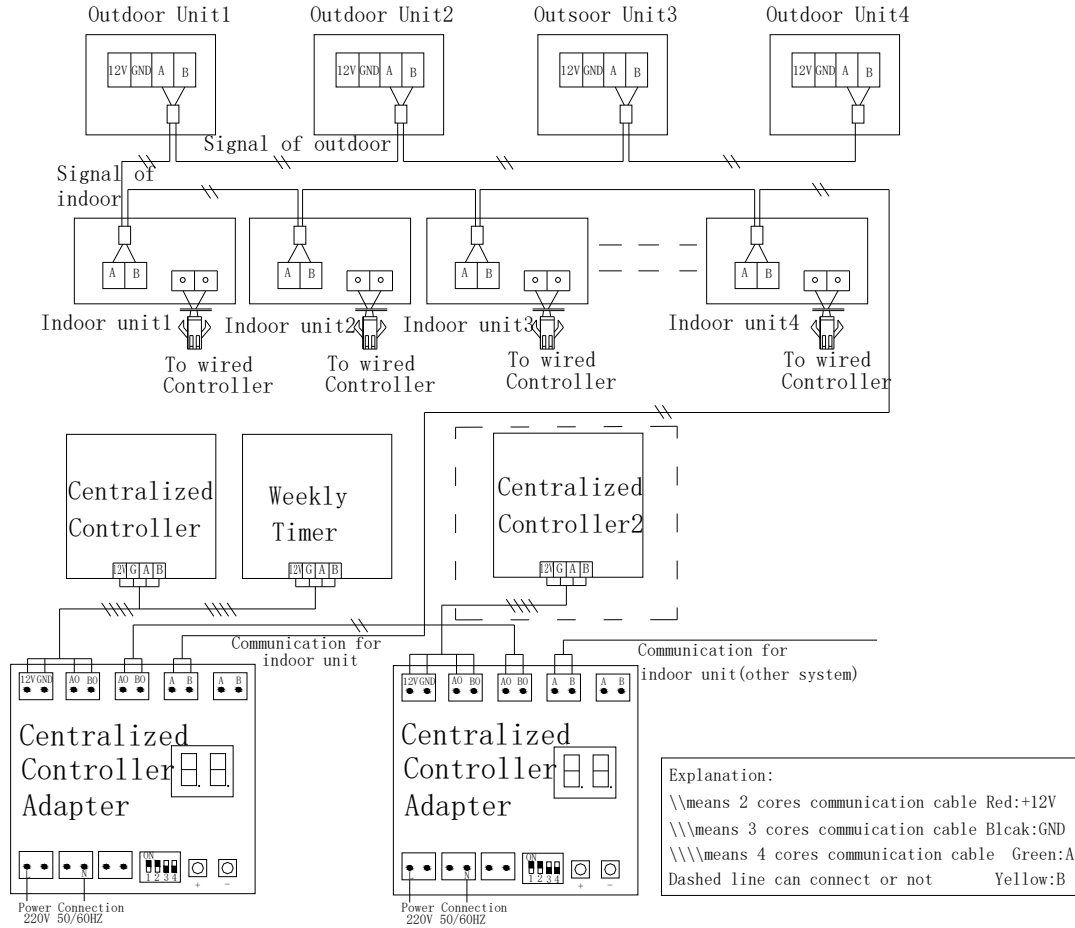 Outdoor Unit1
Outdoor Unit2
Outsoor Unit3
Outdoor Unit4
12V GND A B
12V GND A B
12V GND A B
12V GND A B
Signal of outdoor
Signal of
indoor
A B
A B
A B
A B
Indoor unit1
Indoor unit2
Indoor unit3
Indoor unit4
To wired
Controller
To wired
Controller
To wired
Controller
To wired
Controller
Centralized
Controller
12V G A B
Weekly
Timer
12V G A B
Centralized
Controller2
12V G A B
Communication for
indoor unit
Communication for
indoor unit(other system)
12V GND AO BO AO BO A B A B
Centralized
Controller
Adapter
ON
1 2 3 4
L N
+ -
Power Connection
220V 50/60HZ
12V GND AO BO AO BO A B A B
Centralized
Controller
Adapter
ON
1 2 3 4
L N
+ -
Power Connection
220V 50/60HZ
Explanation:
\\means 2 cores communication cable Red:+12V
\\\means 3 cores commuication cable Blcak:GND
\\\\means 4 cores communication cable Green:A
Dashed line can connect or not Yellow:B